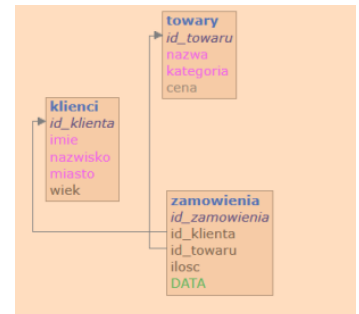 towary
id_towaru
nazwa
kategoria
cena
klienci
id_klienta
imie
nazwisko
miasto
wiek
zamowienia
id_zamowienia
id_klienta
id_towaru
ilosc
DATA